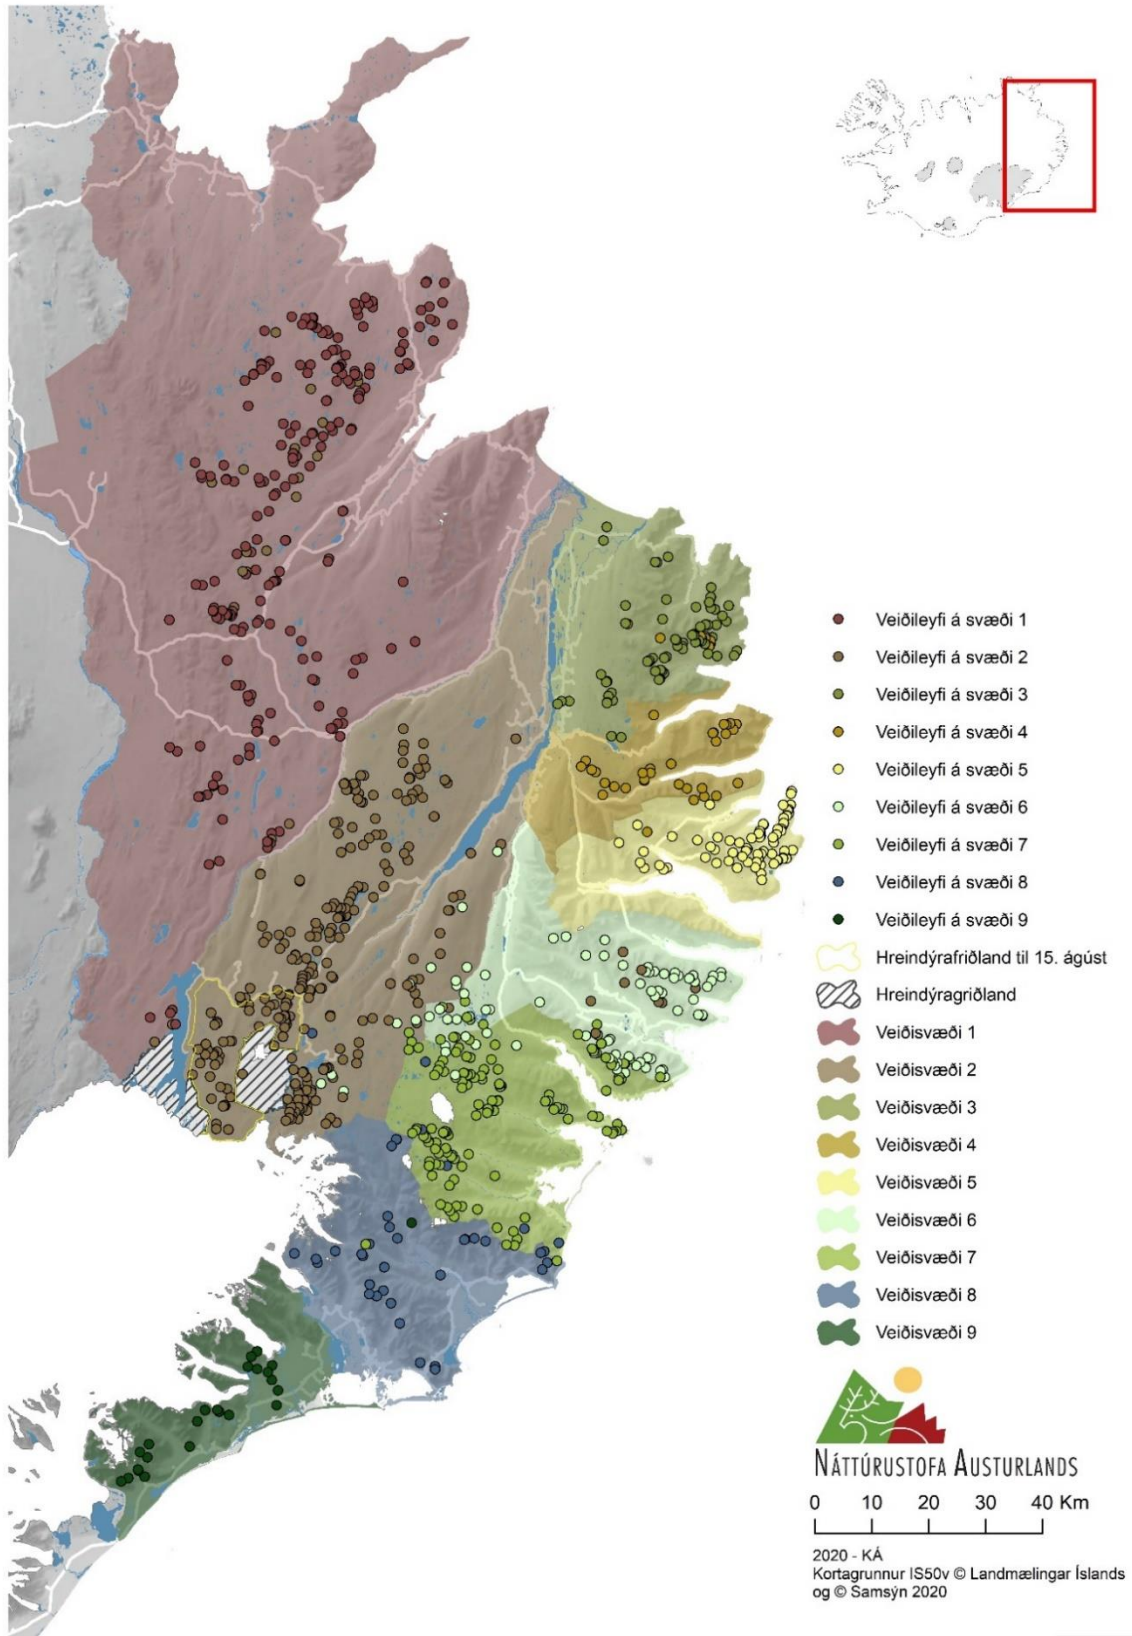 Veiðileyfi á svæði 1
Veiðileyfi á svæði 2
Veiðileyfi á svæði 3
Veiðileyfi á svæði 4
Veiðileyfi á svæði 5
Veiðileyfi á svæði 6
Veiðileyfi á svæði 7
Veiðileyfi á svæði 8
Veiðileyfi á svæði 9
Hreindýrafriðland til 15. ágúst
Hreindýragriðland
Veiðisvæði 1
Veiðisvæði 2
Veiðisvæði 3
Veiðisvæði 4
Veiðisvæði 5
Veiðisvæði 6
Veiðisvæði 7
Veiðisvæði 8
Veiðisvæði 9
NÁTTÚRUSTOFA AUSTURLANDS
0 10 20 30 40 Km
2020 - KÁ
Kortagrunnur IS50v © Landmælingar Íslands
og © Samsýn 2020